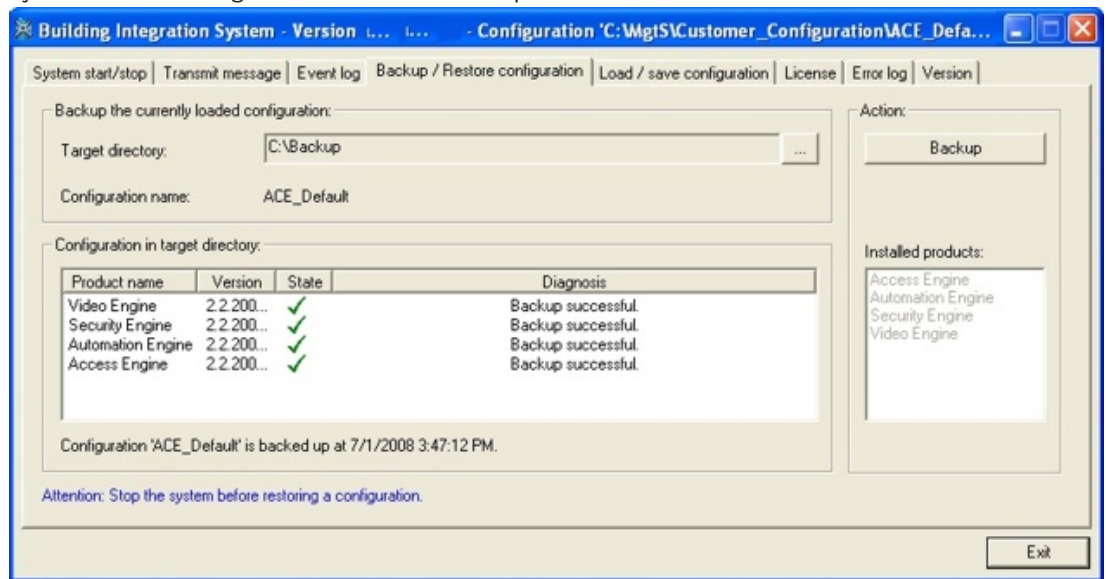 Building Integration System - Version - Configuration 'C:\MgtS\Customer_Configuration\ACE_Defa...
System start/stop Transmit message Event log Backup / Restore configuration Load / save configuration License Error log Version
Backup the currently loaded configuration:
Target directory: C:\Backup ...
Configuration name: ACE_Default
Configuration in target directory:
Product name Version State Diagnosis
Video Engine 2.2.200... Backup successful.
Security Engine 2.2.200... Backup successful.
Automation Engine 2.2.200... Backup successful.
Access Engine 2.2.200... Backup successful.
Configuration 'ACE_Default' is backed up at 7/1/2008 3:47:12 PM.
Action:
Backup
Installed products:
Access Engine
Automation Engine
Security Engine
Video Engine
Attention: Stop the system before restoring a configuration.
Exit